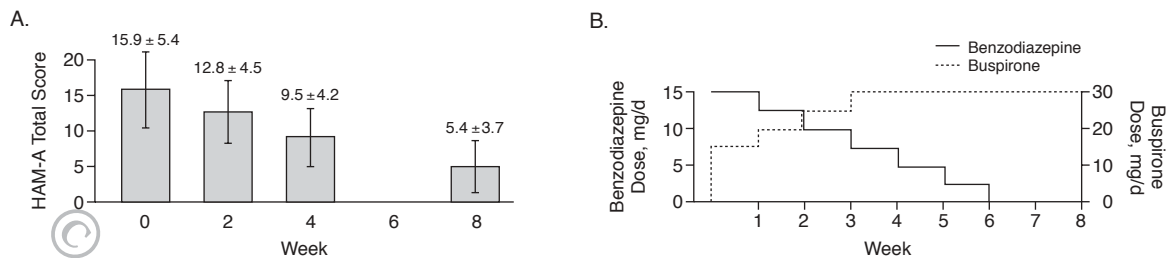 A.
15.9 ± 5.4
12.8 ± 4.5
9.5 ± 4.2
5.4 ± 3.7
HAM-A Total Score
20
15
10
5
0
0 2 4 6 8
Week
B.
Benzodiazepine
Buspirone
Benzodiazepine
Dose, mg/d
15
10
5
0
30
20
10
0
Buspirone
Dose, mg/d
1 2 3 4 5 6 7 8
Week